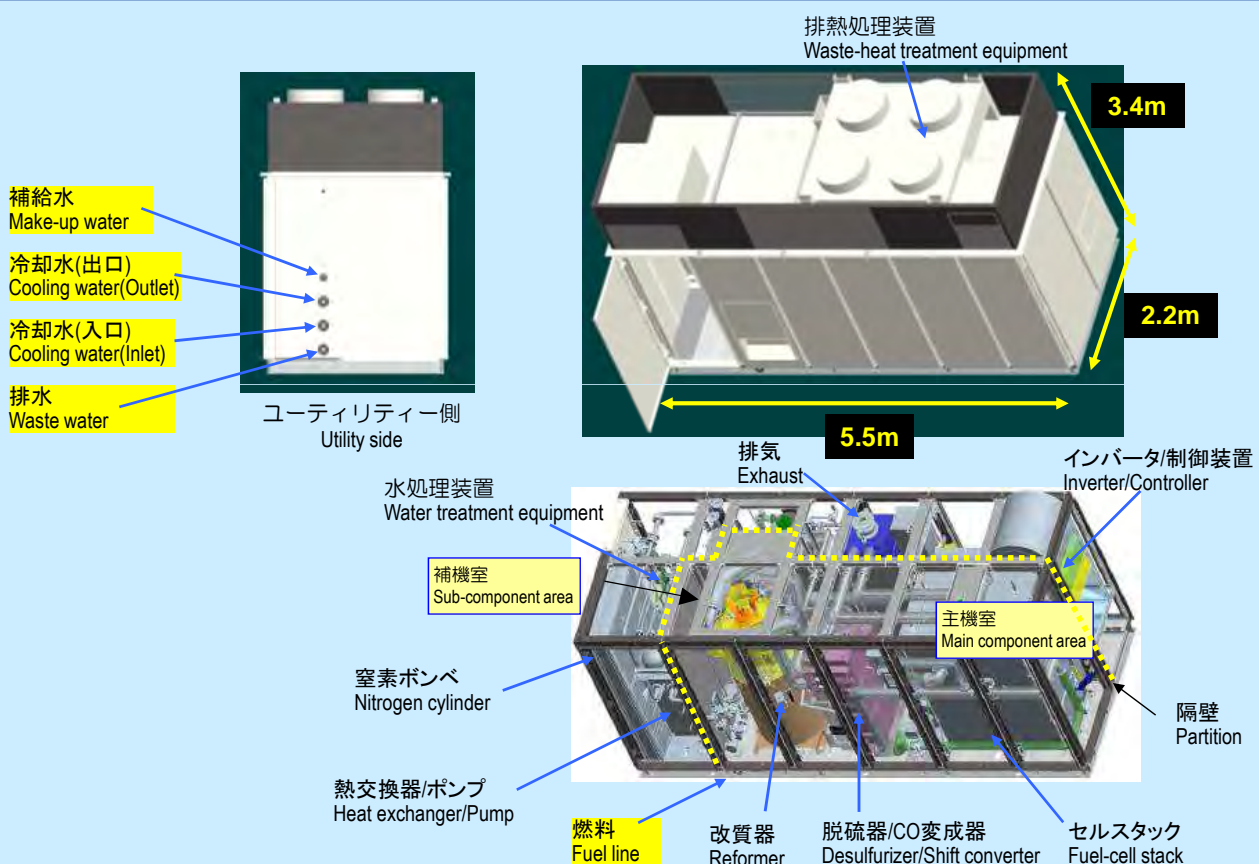 排熱処理装置
Waste-heat treatment equipment
3.4m
2.2m
5.5m
補給水
Make-up water
冷却水(出口)
Cooling water(Outlet)
冷却水(入口)
Cooling water(Inlet)
排水
Waste water
ユーティリティー側
Utility side
排気
Exhaust
インバータ/制御装置
Inverter/Controller
水処理装置
Water treatment equipment
補機室
Sub-component area
主機室
Main component area
窒素ボンベ
Nitrogen cylinder
隔壁
Partition
熱交換器/ポンプ
Heat exchanger/Pump
燃料
Fuel line
改質器
Reformer
脱硫器/CO変成器
Desulfurizer/Shift converter
セルスタック
Fuel-cell stack